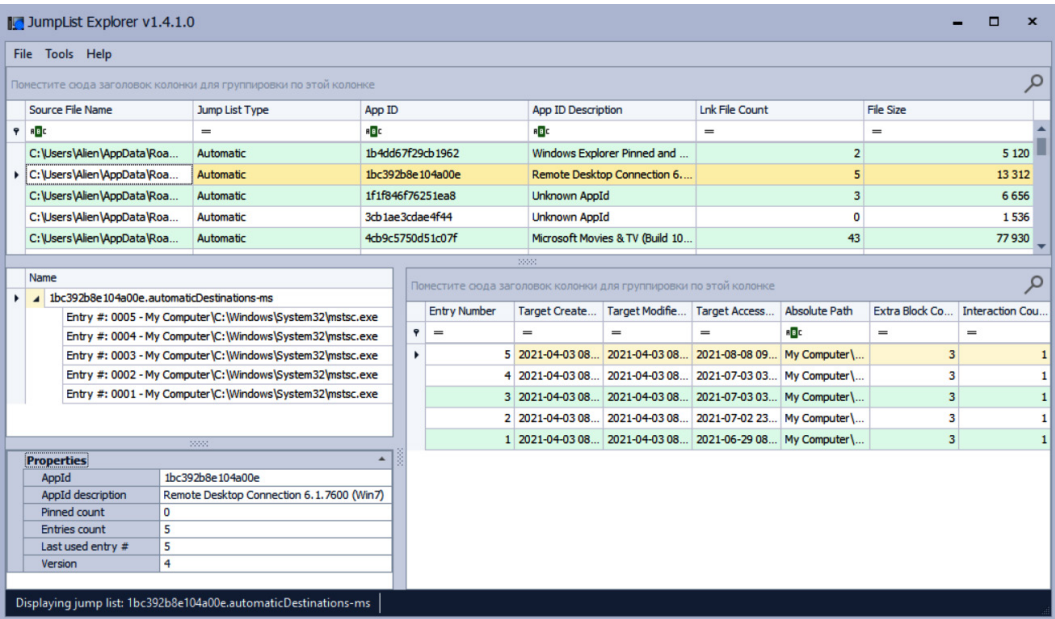 JumpList Explorer v1.4.1.0
File Tools Help
Поместите сюда заголовок колонки для группировки по этой колонке
Source File Name Jump List Type App ID App ID Description Lnk File Count File Size
ABC = ABC ABC = =
C:\Users\Alien\AppData\Roa... Automatic 1b4dd67f29cb1962 Windows Explorer Pinned and ... 2 5 120
C:\Users\Alien\AppData\Roa... Automatic 1bc392b8e104a00e Remote Desktop Connection 6.... 5 13 312
C:\Users\Alien\AppData\Roa... Automatic 1f1f846f76251ea8 Unknown AppId 3 6 656
C:\Users\Alien\AppData\Roa... Automatic 3cb1ae3cdae4f44 Unknown AppId 0 1 536
C:\Users\Alien\AppData\Roa... Automatic 4cb9c5750d51c07f Microsoft Movies & TV (Build 10... 43 77 930
Name
1bc392b8e104a00e.automaticDestinations-ms
Entry #: 0005 - My Computer\C:\Windows\System32\mstsc.exe
Entry #: 0004 - My Computer\C:\Windows\System32\mstsc.exe
Entry #: 0003 - My Computer\C:\Windows\System32\mstsc.exe
Entry #: 0002 - My Computer\C:\Windows\System32\mstsc.exe
Entry #: 0001 - My Computer\C:\Windows\System32\mstsc.exe
Поместите сюда заголовок колонки для группировки по этой колонке
Entry Number Target Create... Target Modifie... Target Access... Absolute Path Extra Block Co... Interaction Cou...
= = = = ABC = =
5 2021-04-03 08... 2021-04-03 08... 2021-08-08 09... My Computer\... 3 1
4 2021-04-03 08... 2021-04-03 08... 2021-07-03 03... My Computer\... 3 1
3 2021-04-03 08... 2021-04-03 08... 2021-07-03 03... My Computer\... 3 1
2 2021-04-03 08... 2021-04-03 08... 2021-07-02 23... My Computer\... 3 1
1 2021-04-03 08... 2021-04-03 08... 2021-06-29 08... My Computer\... 3 1
Properties
AppId 1bc392b8e104a00e
AppId description Remote Desktop Connection 6.1.7600 (Win7)
Pinned count 0
Entries count 5
Last used entry # 5
Version 4
Displaying jump list: 1bc392b8e104a00e.automaticDestinations-ms